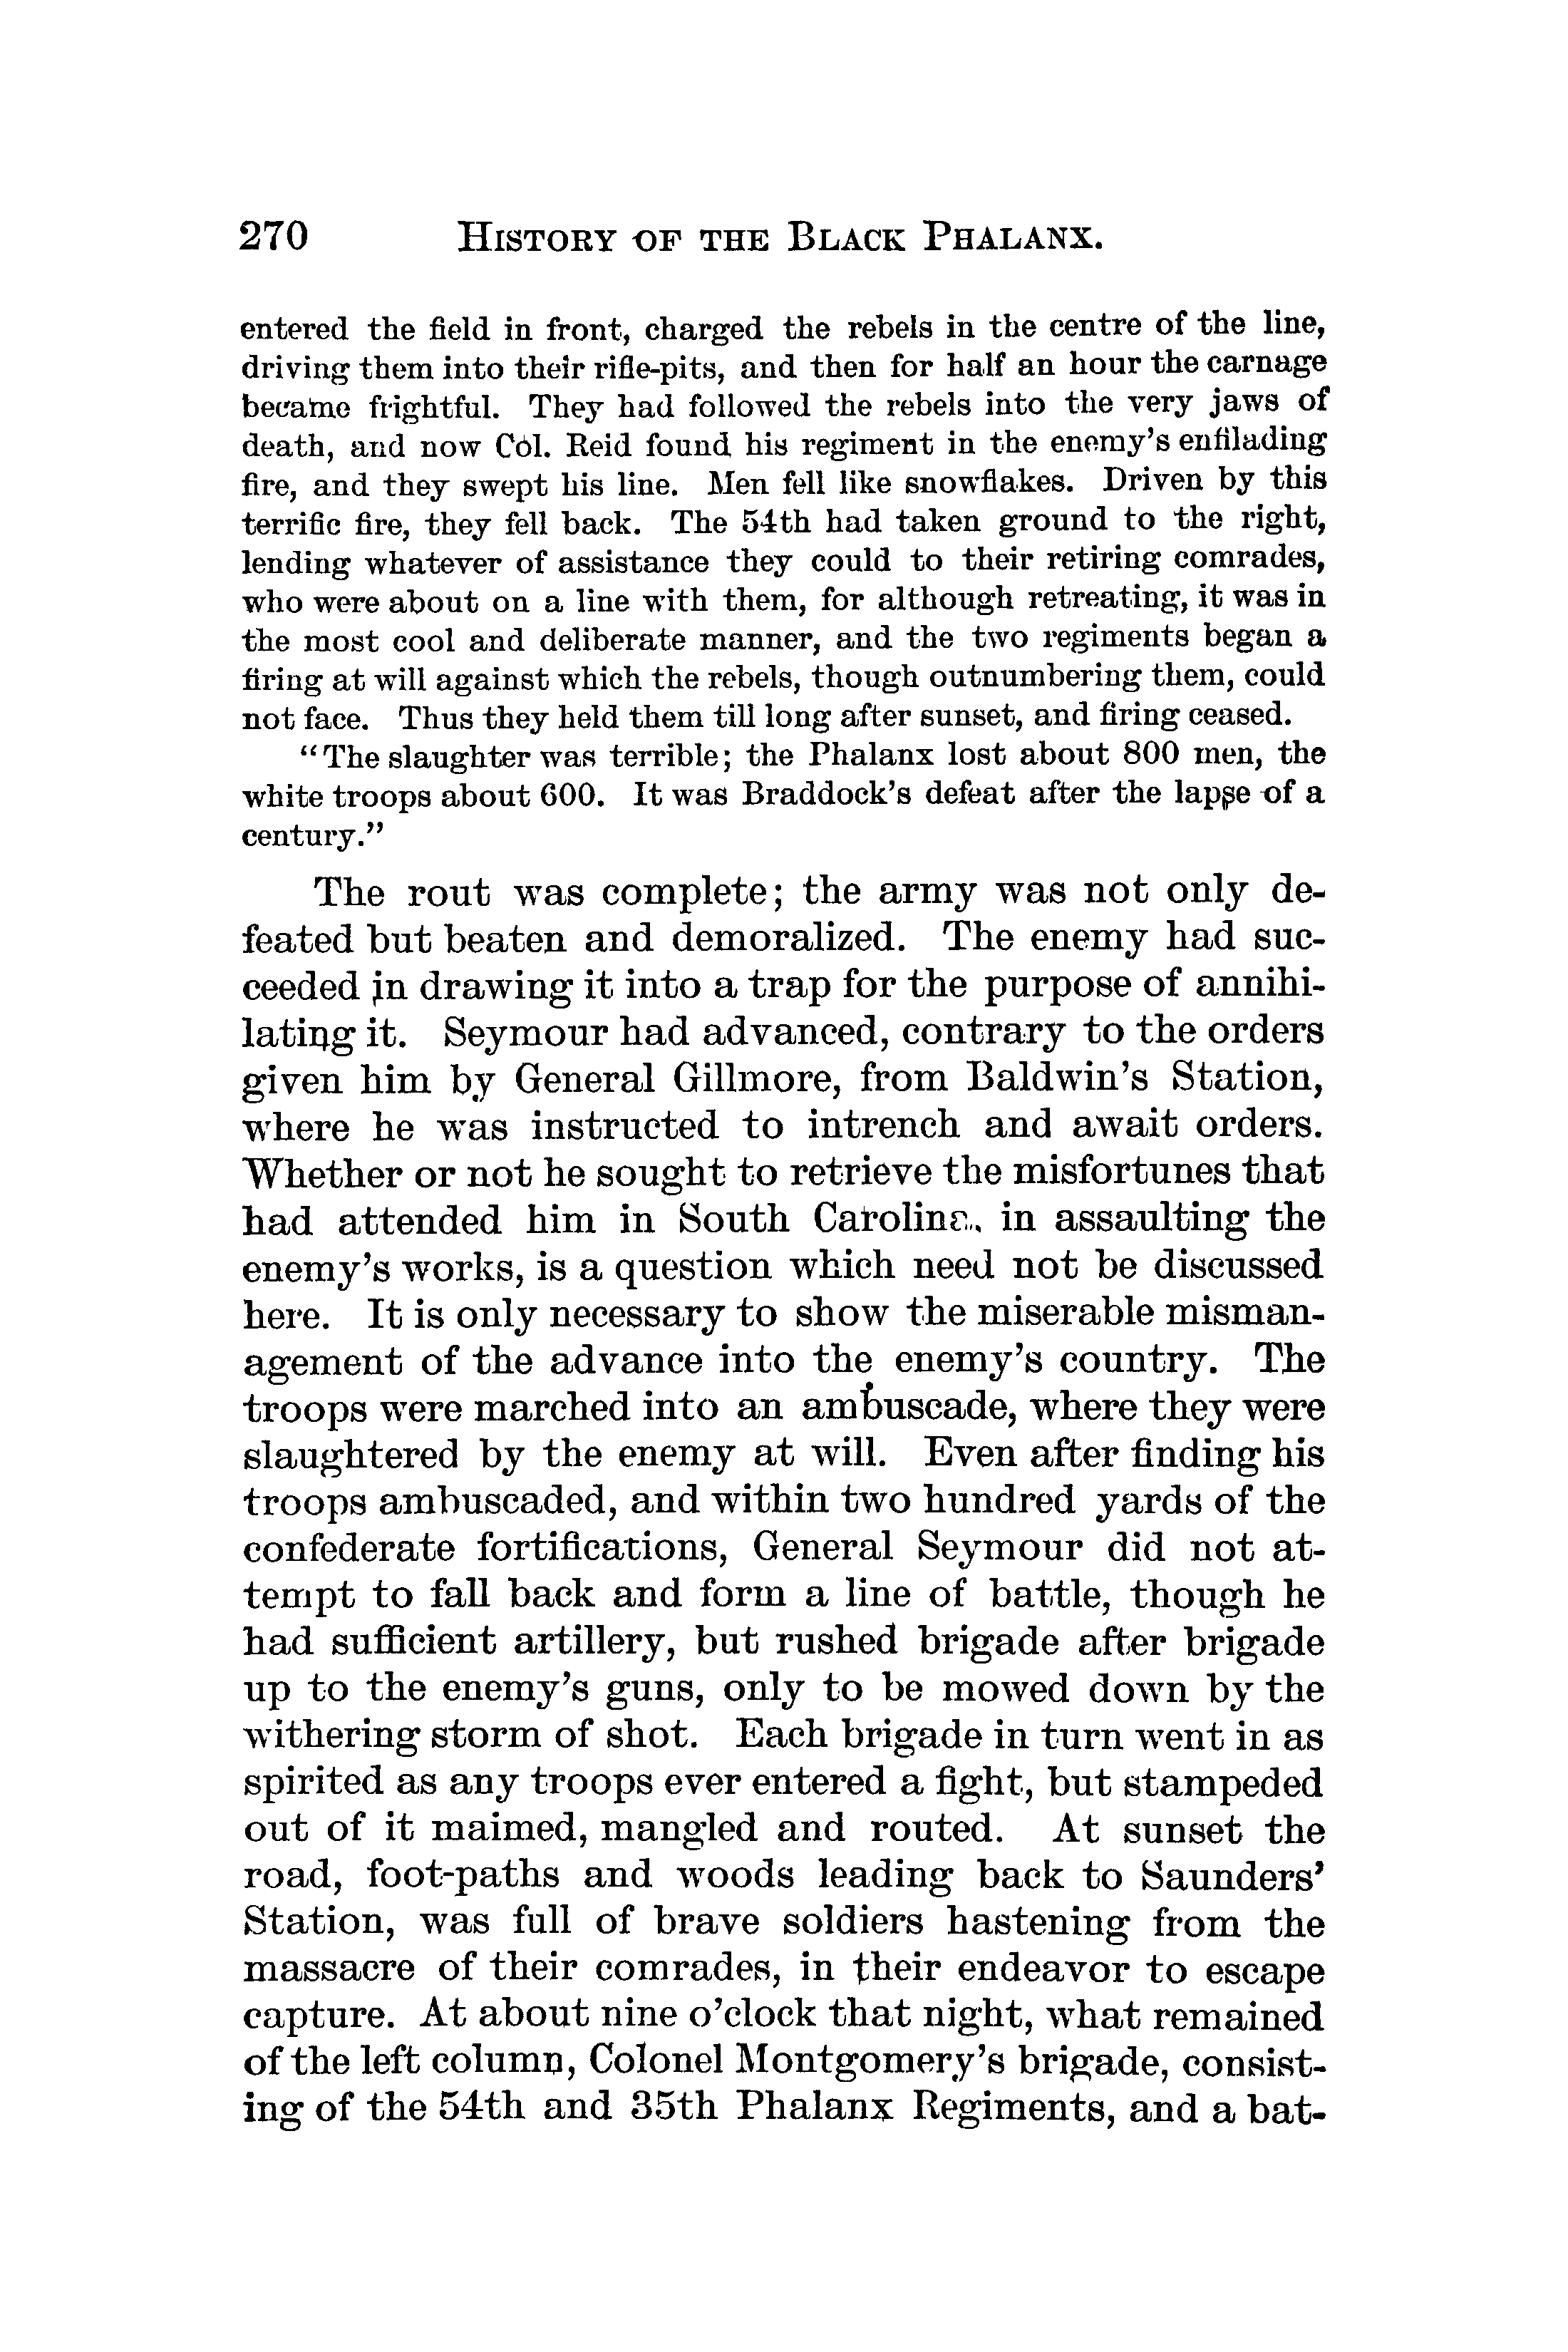 270 HISTORY OF THE BLACK PHALANX.
entered the field in front, charged the rebels in the centre of the line,
driving them into their rifle-pits, and then for half an hour the carnage
became frightful. They had followed the rebels into the very jaws of
death, and now Col. Reid found his regiment in the enemy's enfilading
fire, and they swept his line. Men fell like snowflakes. Driven by this
terrific fire, they fell back. The 54th had taken ground to the right,
lending whatever of assistance they could to their retiring comrades,
who were about on a line with them, for although retreating, it was in
the most cool and deliberate manner, and the two regiments began a
firing at will against which the rebels, though outnumbering them, could
not face. Thus they held them till long after sunset, and firing ceased.
"The slaughter was terrible; the Phalanx lost about 800 men, the
white troops about 600. It was Braddock's defeat after the lapse of a
century."
The rout was complete; the army was not only de-
feated but beaten and demoralized. The enemy had suc-
ceeded in drawing it into a trap for the purpose of annihi-
lating it. Seymour had advanced, contrary to the orders
given him by General Gillmore, from Baldwin's Station,
where he was instructed to intrench and await orders.
Whether or not he sought to retrieve the misfortunes that
had attended him in South Carolina, in assaulting the
enemy's works, is a question which need not be discussed
here. It is only necessary to show the miserable misman-
agement of the advance into the enemy's country. The
troops were marched into an ambuscade, where they were
slaughtered by the enemy at will. Even after finding his
troops ambuscaded, and within two hundred yards of the
confederate fortifications, General Seymour did not at-
tempt to fall back and form a line of battle, though he
had sufficient artillery, but rushed brigade after brigade
up to the enemy's guns, only to be mowed down by the
withering storm of shot. Each brigade in turn went in as
spirited as any troops ever entered a fight, but stampeded
out of it maimed, mangled and routed. At sunset the
road, foot-paths and woods leading back to Saunders'
Station, was full of brave soldiers hastening from the
massacre of their comrades, in their endeavor to escape
capture. At about nine o'clock that night, what remained
of the left column, Colonel Montgomery's brigade, consist-
ing of the 54th and 35th Phalanx Regiments, and a bat-